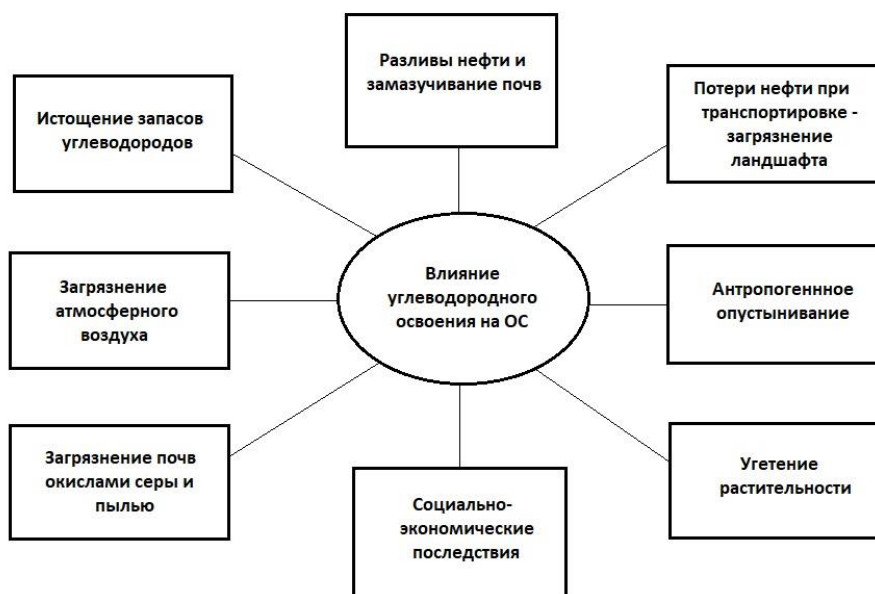 Разливы нефти и
замазучивание почв
Истощение запасов
углеводородов
Потери нефти при
транспортировке -
загрязнение
ландшафта
Загрязнение
атмосферного
воздуха
Влияние
углеводородного
освоения на ОС
Антропогеннное
опустынивание
Загрязнение почв
окислами серы и
пылью
Социально-
экономические
последствия
Угетение
растительности